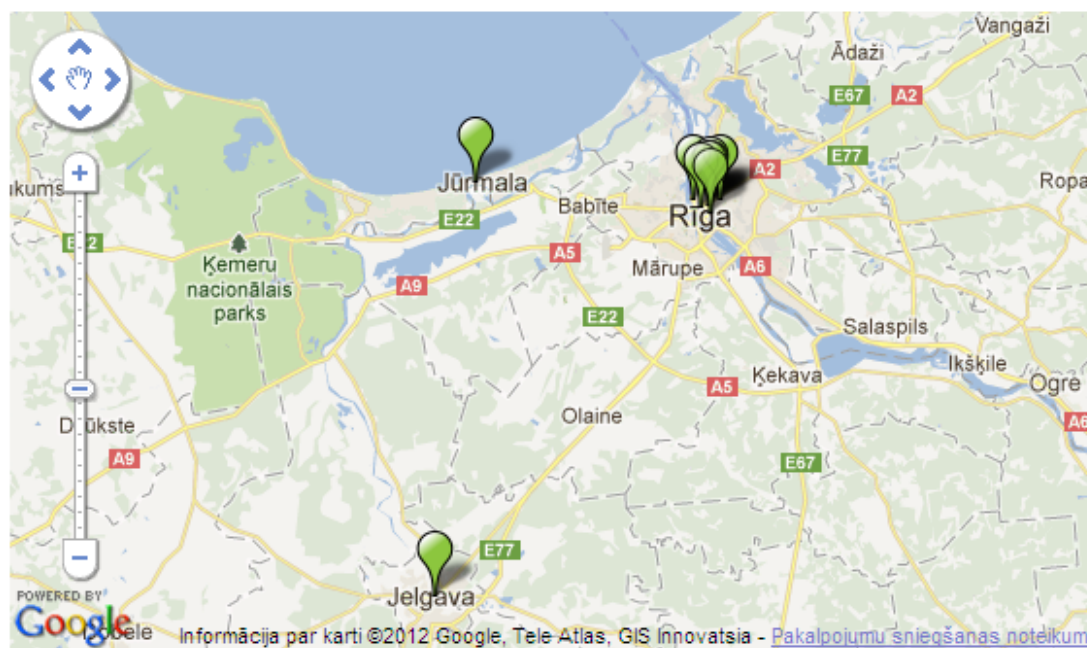 Vangaži
Ādaži
E67
A2
E77
A2
Jūrmala
Ropa
ukums
Babīte
Rīga
E22
A5
Mārupe
A6
Ķemeru
nacionālais
parks
A9
E22
Salaspils
Ikšķile
Ķekava
A5
Ogre
Olaine
A6
A9
E67
E77
Jelgava
POWERED BY
Google
Informācija par karti ©2012 Google, Tele Atlas, GIS Innovatsia - Pakalpojumu sniegšanas noteikum